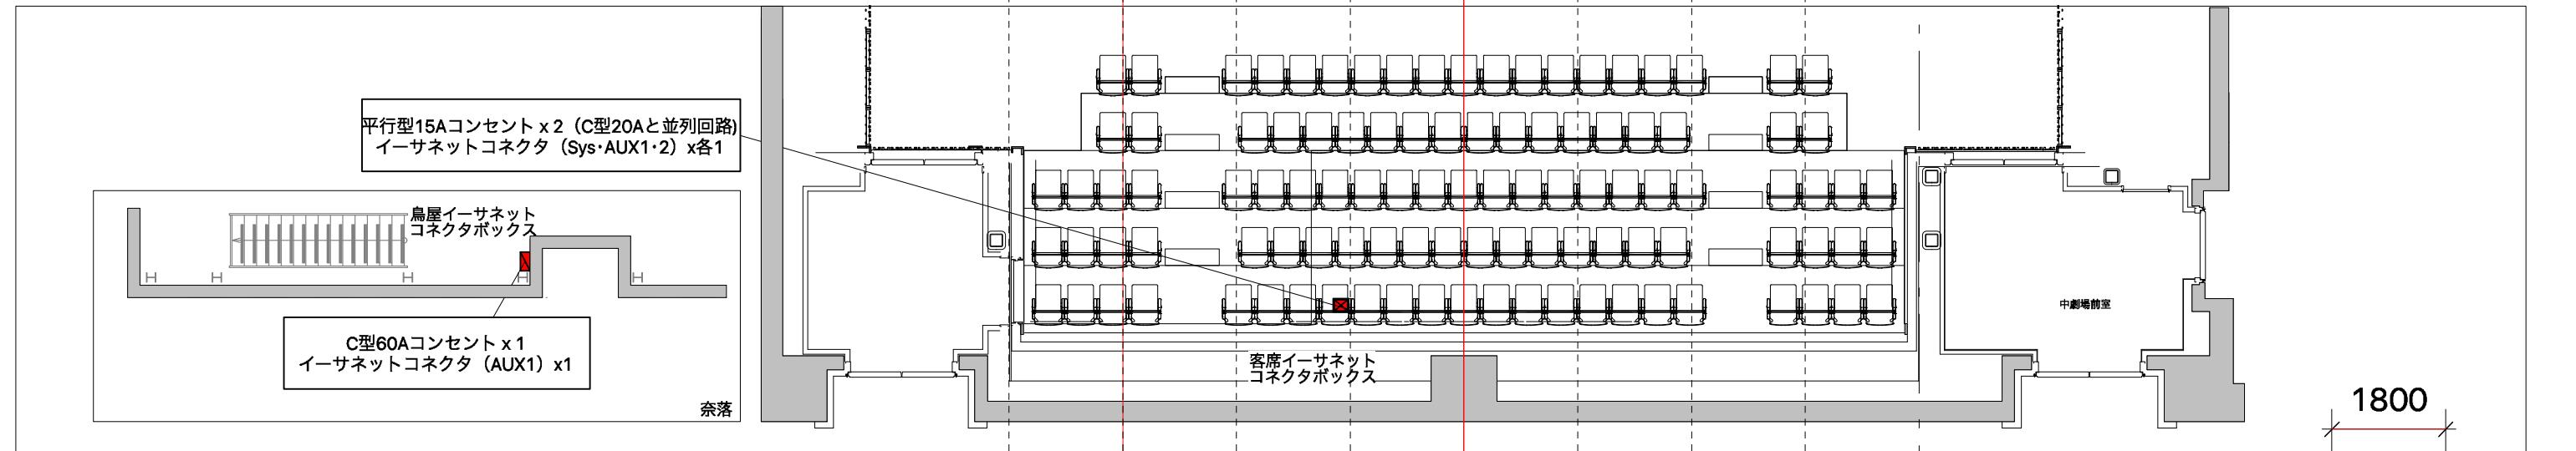 平行型15Aコンセント x 2（C型20Aと並列回路)
イーサネットコネクタ（Sys･AUX1･2）x各1
鳥屋イーサネット
コネクタボックス
C型60Aコンセント x 1
イーサネットコネクタ（AUX1）x1
奈落
客席イーサネット
コネクタボックス
中劇場前室
1800